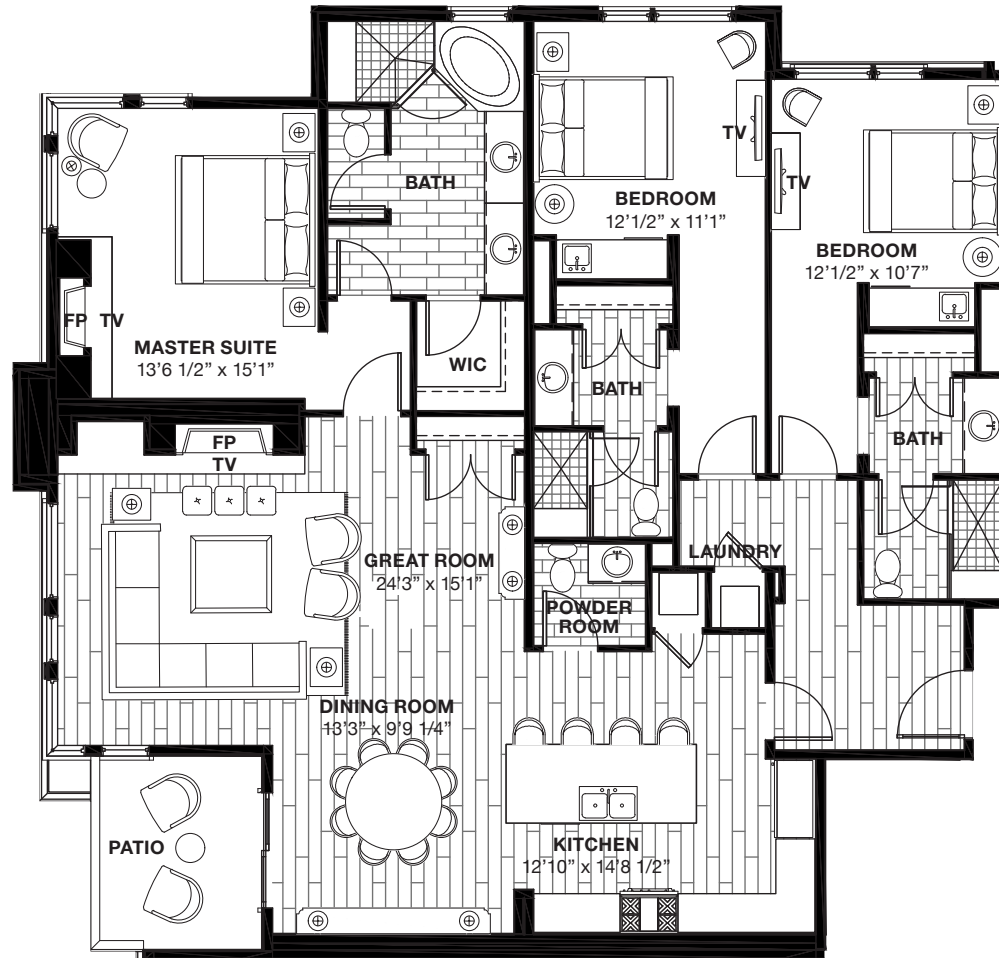 TV
BATH
BEDROOM
12'1/2” x 11'1”
TV
BEDROOM
12'1/2” x 10'7”
FP TV
MASTER SUITE
13'6 1/2” x 15'1”
WIC
BATH
BATH
FP
TV
GREAT ROOM
24'3” x 15'1”
LAUNDRY
POWDER
ROOM
DINING ROOM
13'3” x 9'9 1/4”
PATIO
KITCHEN
12'10” x 14'8 1/2”